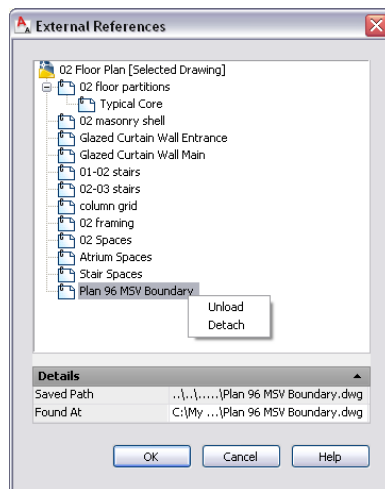 External References
02 Floor Plan [Selected Drawing]
02 floor partitions
Typical Core
02 masonry shell
Glazed Curtain Wall Entrance
Glazed Curtain Wall Main
01-02 stairs
02-03 stairs
column grid
02 framing
02 Spaces
Atrium Spaces
Stair Spaces
Plan 96 MSV Boundary
Unload
Detach
Details
Saved Path ..\..\.....\Plan 96 MSV Boundary.dwg
Found At C:\My ...\Plan 96 MSV Boundary.dwg
OK Cancel Help